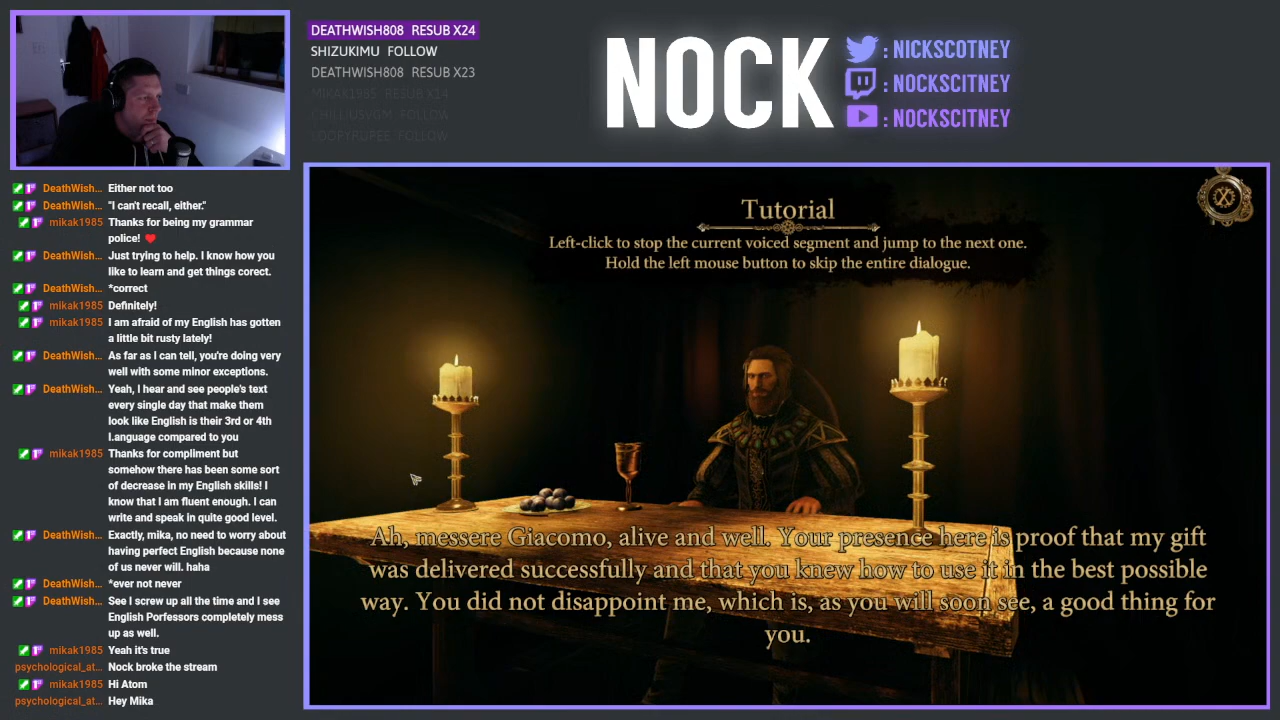 DEATHWISH808 RESUB X24
SHIZUKIMU FOLLOW
DEATHWISH808 RESUB X23
MIKAK1985 RESUB X14
NOCK
: NICKSCOTNEY
: NOCKSCITNEY
: NOCKSCITNEY
DeathWish... Either not too
DeathWish... "I can't recall, either."
mikak1985 Thanks for being my grammar
police! ❤️
DeathWish... Just trying to help. I know how you
like to learn and get things corect.
DeathWish... *correct
mikak1985 Definitely!
mikak1985 I am afraid of my English has gotten
a little bit rusty lately!
DeathWish... As far as I can tell, you're doing very
well with some minor exceptions.
DeathWish... Yeah, I hear and see people's text
every single day that make them
look like English is their 3rd or 4th
l.anguage compared to you
mikak1985 Thanks for compliment but
somehow there has been some sort
of decrease in my English skills! I
know that I am fluent enough. I can
write and speak in quite good level.
DeathWish... Exactly, mika, no need to worry about
having perfect English because none
of us never will. haha
DeathWish... *ever not never
DeathWish... See I screw up all the time and I see
English Porfessors completely mess
up as well.
mikak1985 Yeah it's true
psychological_at... Nock broke the stream
mikak1985 Hi Atom
psychological_at... Hey Mika
Tutorial
Left-click to stop the current voiced segment and jump to the next one.
Hold the left mouse button to skip the entire dialogue.
Ah, messere Giacomo, alive and well. Your presence here is proof that my gift
was delivered successfully and that you knew how to use it in the best possible
way. You did not disappoint me, which is, as you will soon see, a good thing for
you.